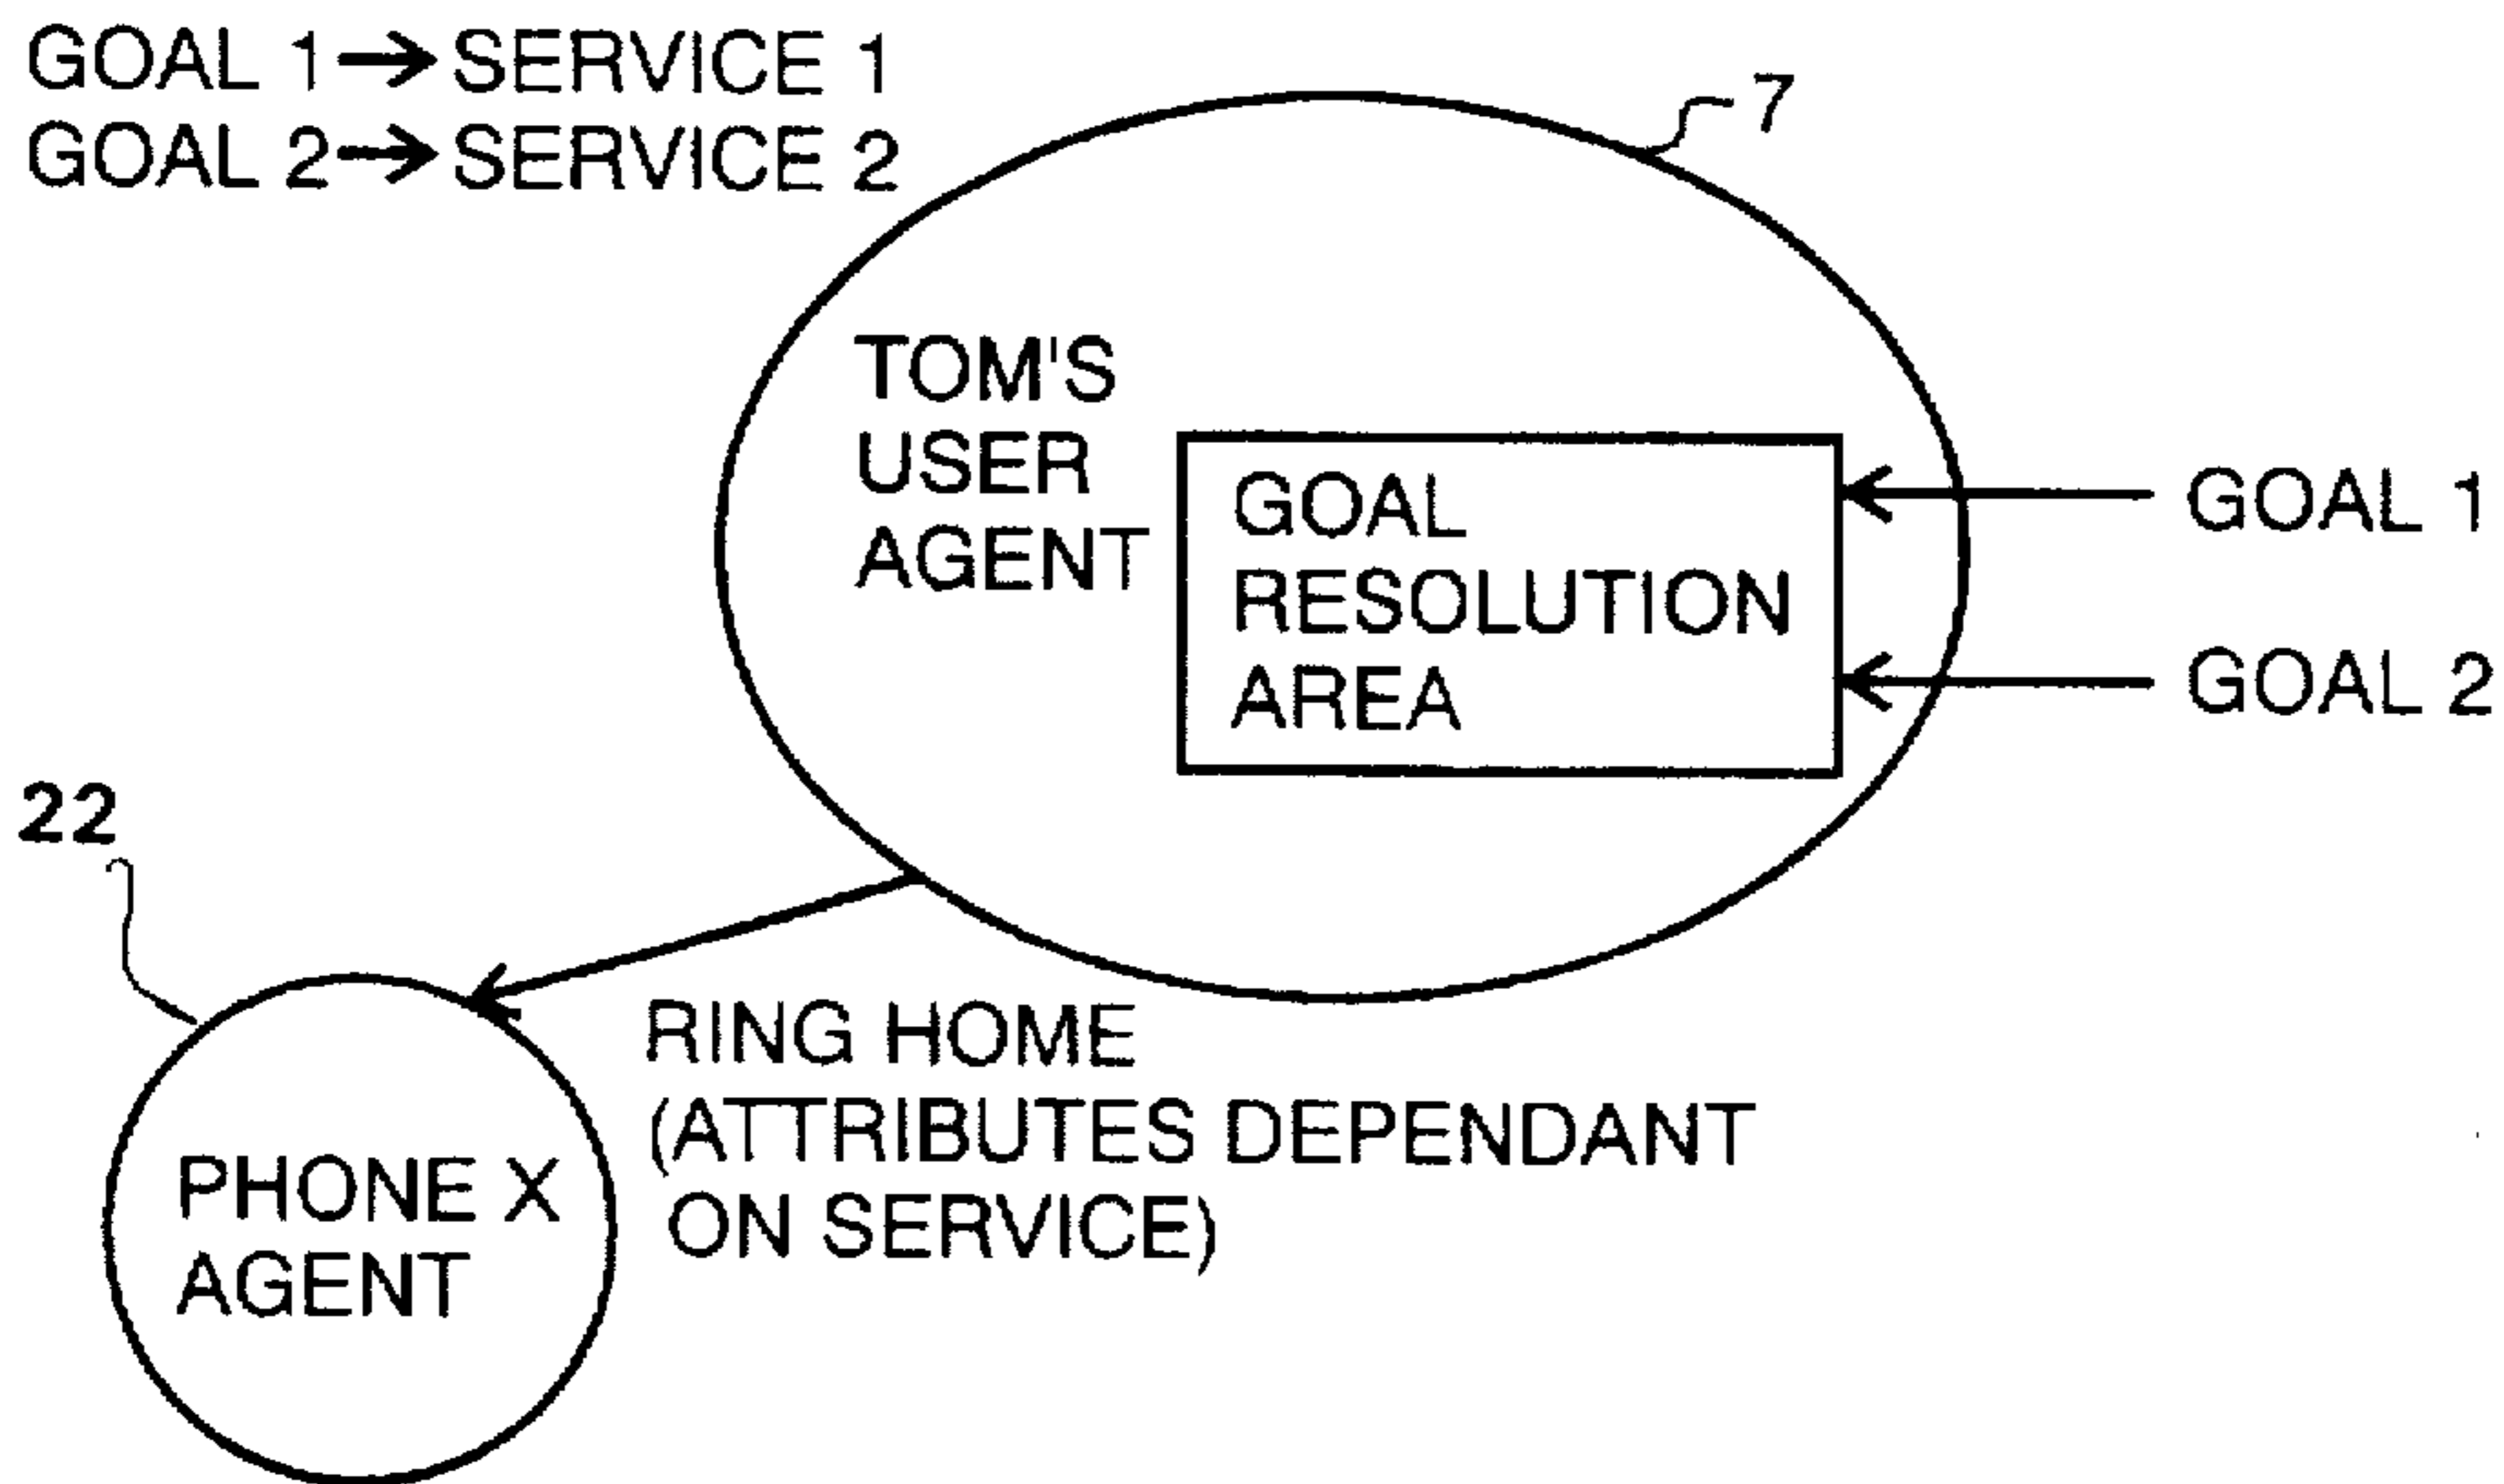 GOAL 1→SERVICE 1
GOAL 2→SERVICE 2
7
TOM'S
USER
AGENT
GOAL
RESOLUTION
AREA
GOAL 1
GOAL 2
22
RING HOME
(ATTRIBUTES DEPENDANT
ON SERVICE)
PHONE X
AGENT